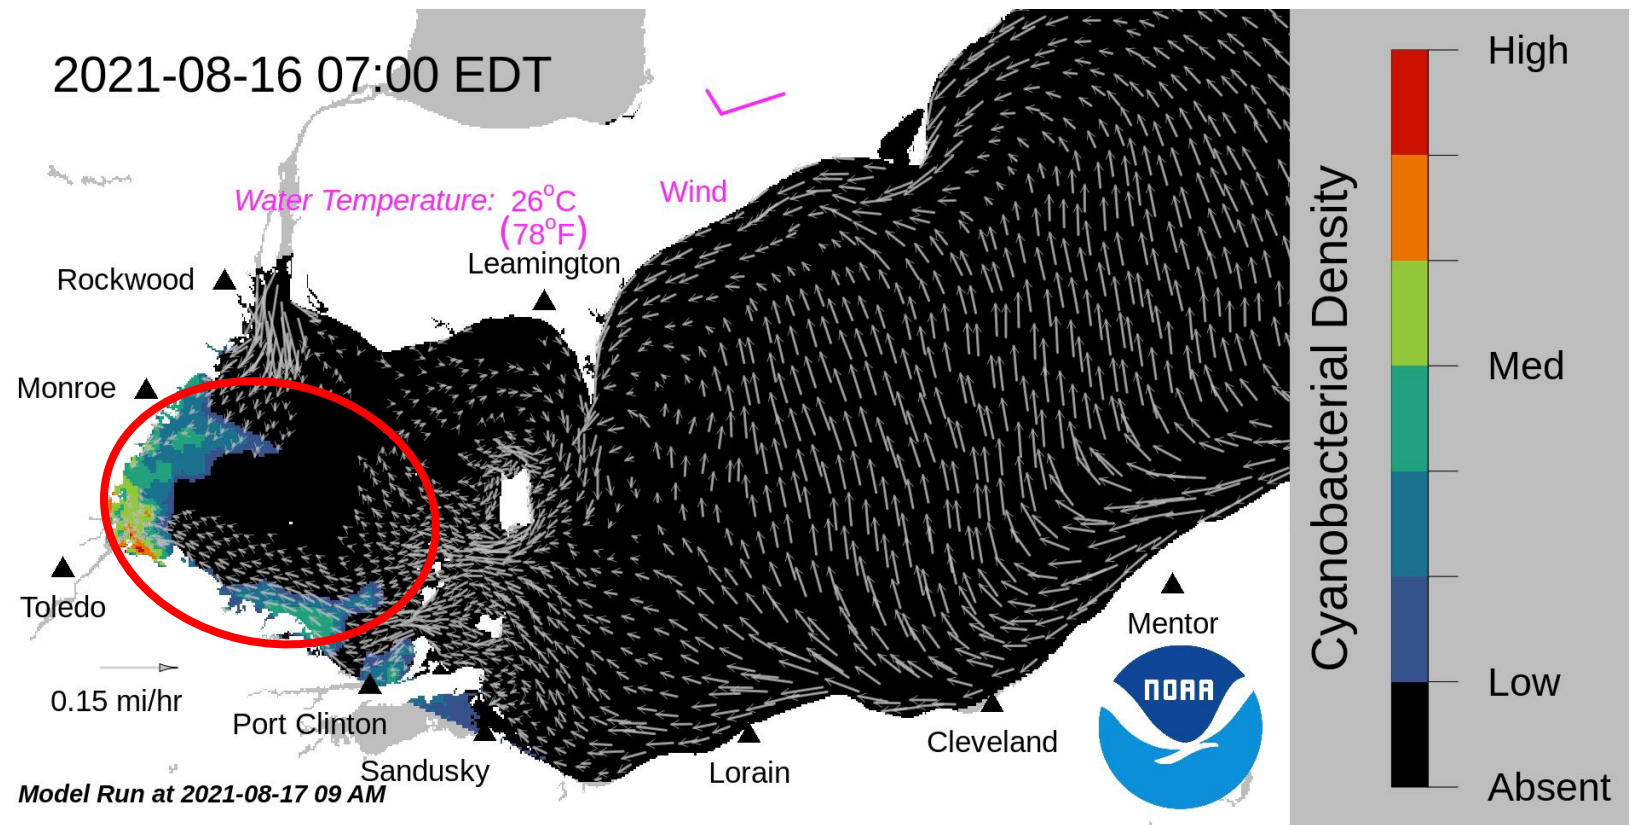 2021-08-16 07:00 EDT
Water Temperature: 26°C
(78°F)
Wind
Leamington
Rockwood
Monroe
Toledo
0.15 mi/hr
Port Clinton
Sandusky
Lorain
Cleveland
Mentor
NOAA
Model Run at 2021-08-17 09 AM
Cyanobacterial Density
High
Med
Low
Absent